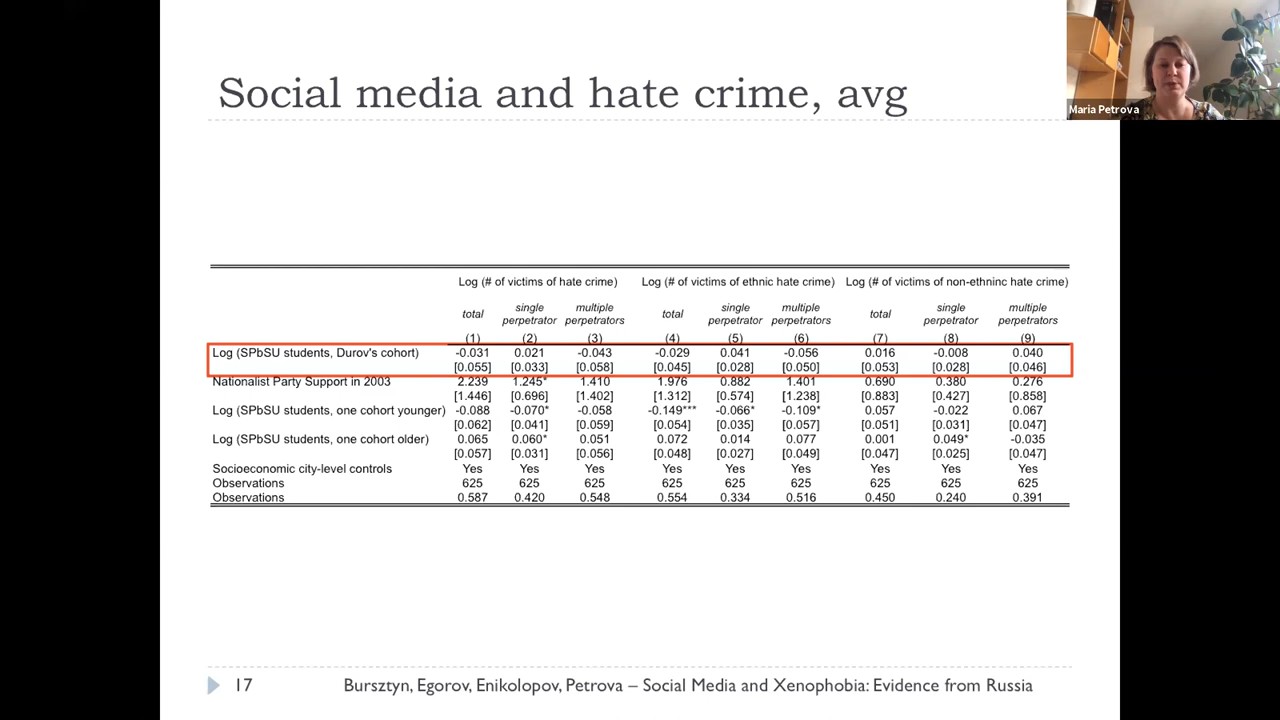 Social media and hate crime, avg
Maria Petrova
Log (# of victims of hate crime) Log (# of victims of ethnic hate crime) Log (# of victims of non-ethninc hate crime)
total single perpetrator multiple perpetrators total single perpetrator multiple perpetrators total single perpetrator multiple perpetrators
(1) (2) (3) (4) (5) (6) (7) (8) (9)
Log (SPbSU students, Durov's cohort) -0.031 0.021 -0.043 -0.029 0.041 -0.056 0.016 -0.008 0.040
[0.055] [0.033] [0.058] [0.045] [0.028] [0.050] [0.053] [0.028] [0.046]
Nationalist Party Support in 2003 2.239 1.245* 1.410 1.976 0.882 1.401 0.690 0.380 0.276
[1.446] [0.696] [1.402] [1.312] [0.574] [1.238] [0.883] [0.427] [0.858]
Log (SPbSU students, one cohort younger) -0.088 -0.070* -0.058 -0.149*** -0.066* -0.109* 0.057 -0.022 0.067
[0.062] [0.041] [0.059] [0.054] [0.035] [0.057] [0.051] [0.031] [0.047]
Log (SPbSU students, one cohort older) 0.065 0.060* 0.051 0.072 0.014 0.077 0.001 0.049* -0.035
[0.057] [0.031] [0.056] [0.048] [0.027] [0.049] [0.047] [0.025] [0.047]
Socioeconomic city-level controls Yes Yes Yes Yes Yes Yes Yes Yes Yes
Observations 625 625 625 625 625 625 625 625 625
Observations 0.587 0.420 0.548 0.554 0.334 0.516 0.450 0.240 0.391
17 Bursztyn, Egorov, Enikolopov, Petrova – Social Media and Xenophobia: Evidence from Russia